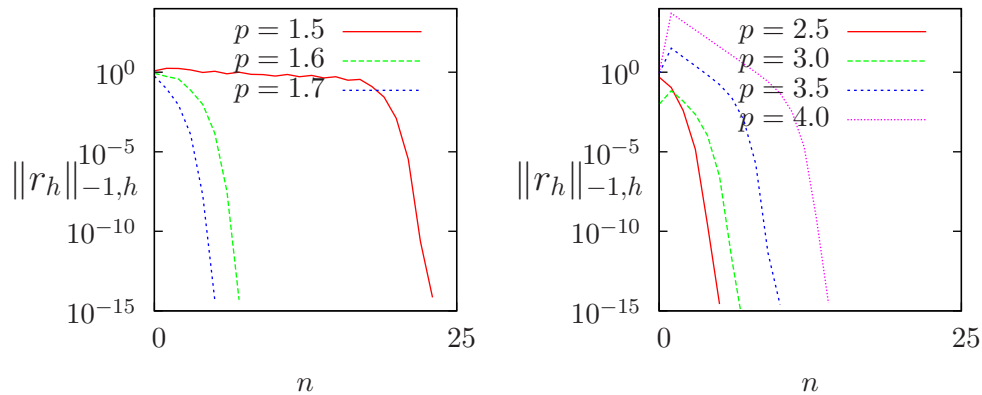 p = 1.5
p = 1.6
p = 1.7
10^0
10^{-5}
10^{-10}
10^{-15}
‖r_h‖_{-1,h}
0
25
n
p = 2.5
p = 3.0
p = 3.5
p = 4.0
10^0
10^{-5}
10^{-10}
10^{-15}
‖r_h‖_{-1,h}
0
25
n